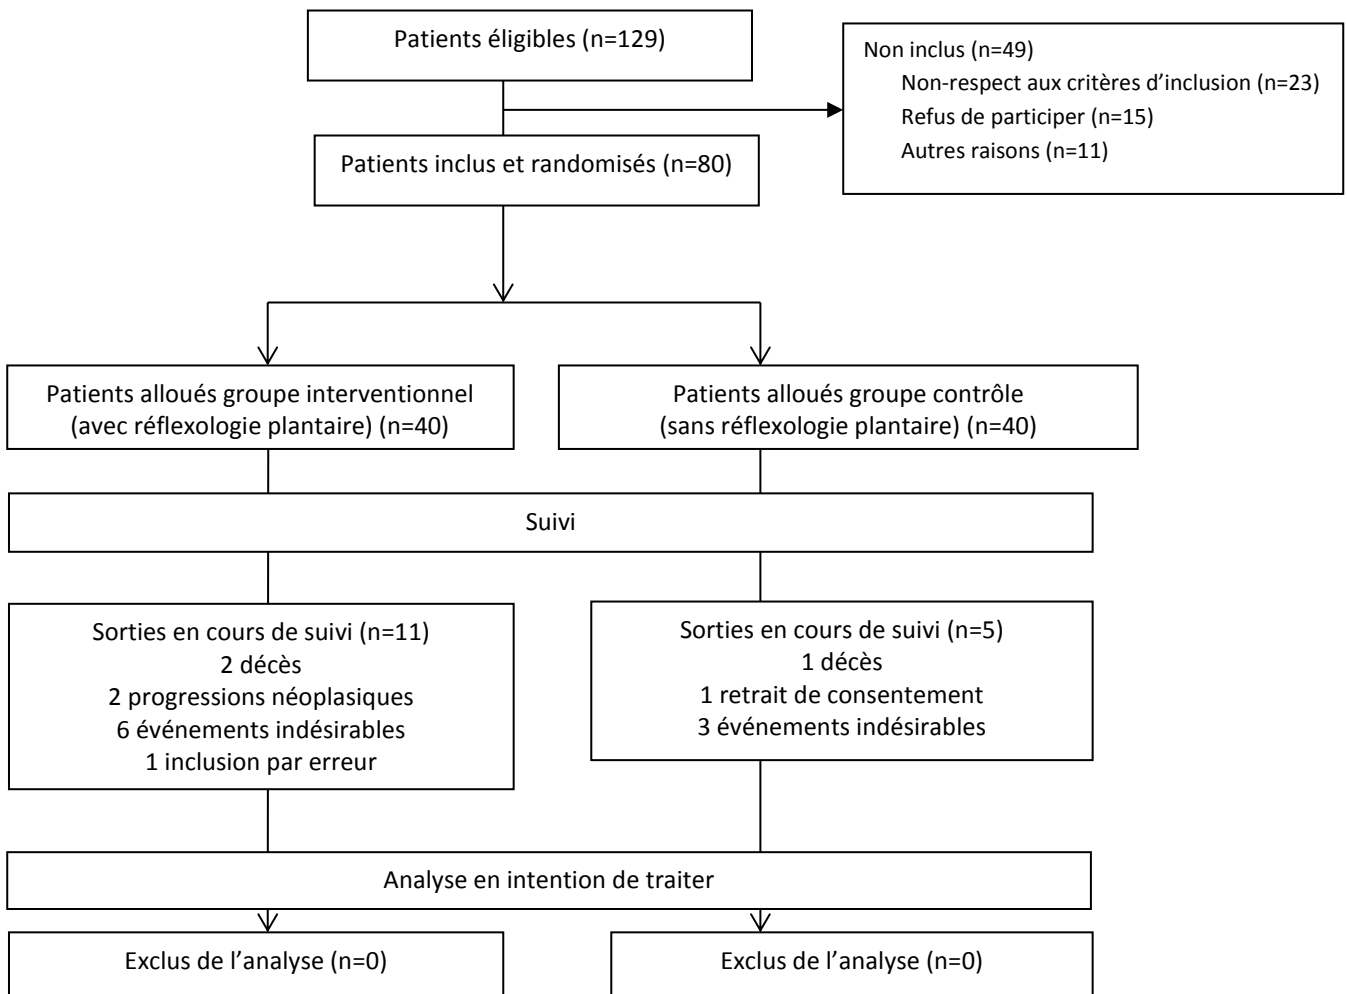 Patients éligibles (n=129)
Non inclus (n=49)
Non-respect aux critères d’inclusion (n=23)
Refus de participer (n=15)
Autres raisons (n=11)
Patients inclus et randomisés (n=80)
Patients alloués groupe interventionnel
(avec réflexologie plantaire) (n=40)
Patients alloués groupe contrôle
(sans réflexologie plantaire) (n=40)
Suivi
Sorties en cours de suivi (n=11)
2 décès
2 progressions néoplasiques
6 événements indésirables
1 inclusion par erreur
Sorties en cours de suivi (n=5)
1 décès
1 retrait de consentement
3 événements indésirables
Analyse en intention de traiter
Exclus de l’analyse (n=0)
Exclus de l’analyse (n=0)